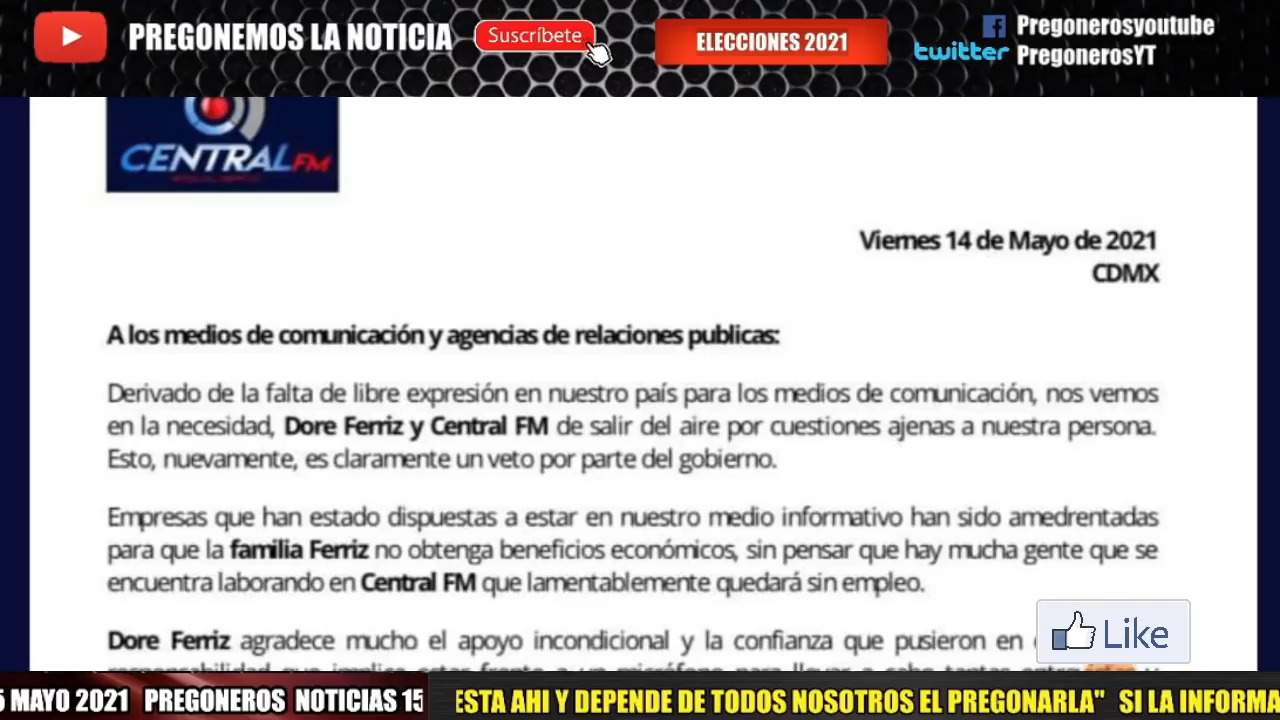 PREGONEMOS LA NOTICIA
Suscríbete
ELECCIONES 2021
Pregonerosyoutube
twitter PregonerosYT
CENTRALFM
Viernes 14 de Mayo de 2021
CDMX
A los medios de comunicación y agencias de relaciones publicas:
Derivado de la falta de libre expresión en nuestro país para los medios de comunicación, nos vemos
en la necesidad, Dore Ferriz y Central FM de salir del aire por cuestiones ajenas a nuestra persona.
Esto, nuevamente, es claramente un veto por parte del gobierno.
Empresas que han estado dispuestas a estar en nuestro medio informativo han sido amedrentadas
para que la familia Ferriz no obtenga beneficios económicos, sin pensar que hay mucha gente que se
encuentra laborando en Central FM que lamentablemente quedará sin empleo.
Dore Ferriz agradece mucho el apoyo incondicional y la confianza que pusieron en
Like
5 MAYO 2021 PREGONEROS NOTICIAS 15
ESTA AHI Y DEPENDE DE TODOS NOSOTROS EL PREGONARLA" SI LA INFORMA